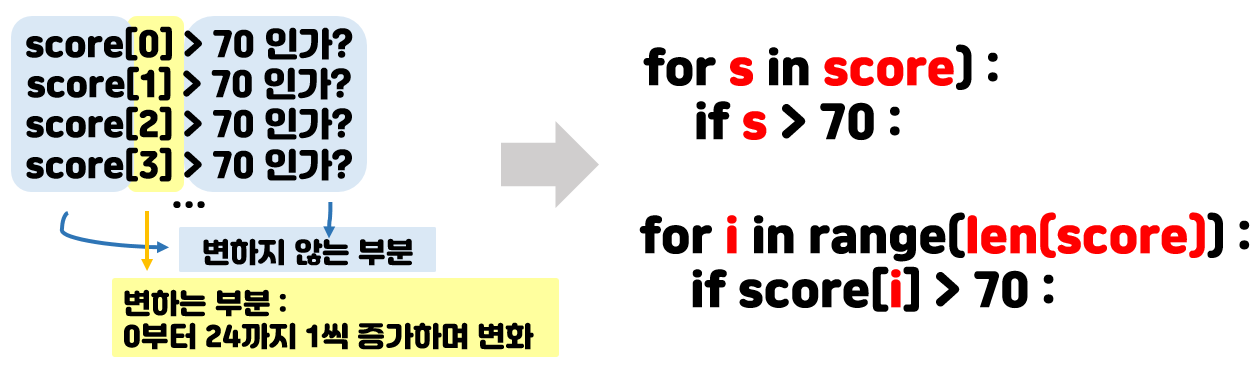 score[0] > 70 인가?
score[1] > 70 인가?
score[2] > 70 인가?
score[3] > 70 인가?
...
변하지 않는 부분
변하는 부분 :
0부터 24까지 1씩 증가하며 변화
for s in score) :
if s > 70 :
for i in range(len(score)) :
if score[i] > 70 :